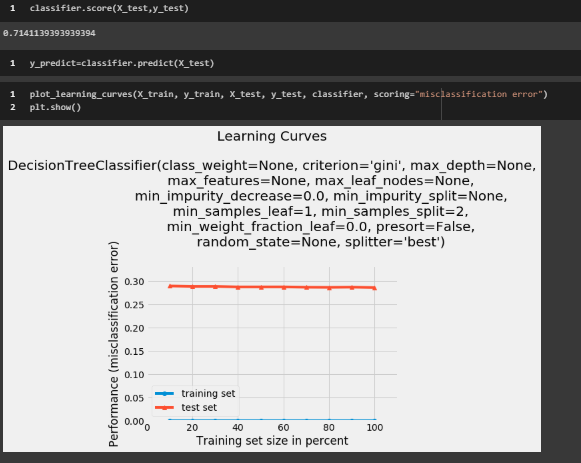 1 classifier.score(X_test,y_test)
0.7141139393939394
1 y_predict=classifier.predict(X_test)
1 plot_learning_curves(X_train, y_train, X_test, y_test, classifier, scoring="misclassification error")
2 plt.show()
Learning Curves
DecisionTreeClassifier(class_weight=None, criterion='gini', max_depth=None,
max_features=None, max_leaf_nodes=None,
min_impurity_decrease=0.0, min_impurity_split=None,
min_samples_leaf=1, min_samples_split=2,
min_weight_fraction_leaf=0.0, presort=False,
random_state=None, splitter='best')
Performance (misclassification error)
0.30
0.25
0.20
0.15
0.10
0.05
0.00
training set
test set
0 20 40 60 80 100
Training set size in percent